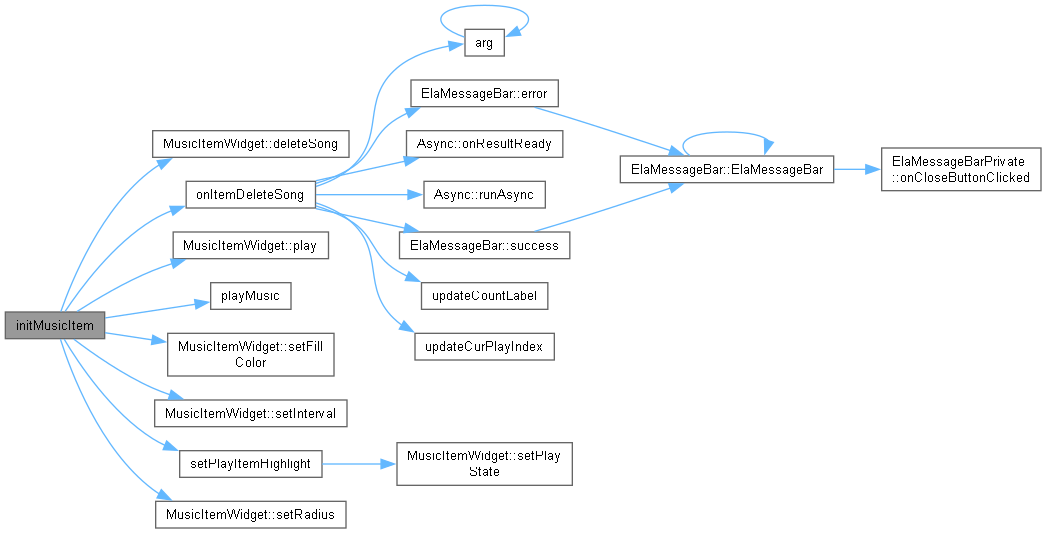 arg
ElaMessageBar::error
MusicItemWidget::deleteSong
Async::onResultReady
ElaMessageBar::ElaMessageBar
ElaMessageBarPrivate
::onCloseButtonClicked
onItemDeleteSong
Async::runAsync
MusicItemWidget::play
ElaMessageBar::success
playMusic
updateCountLabel
initMusicItem
MusicItemWidget::setFill
Color
updateCurPlayIndex
MusicItemWidget::setInterval
setPlayItemHighlight
MusicItemWidget::setPlay
State
MusicItemWidget::setRadius